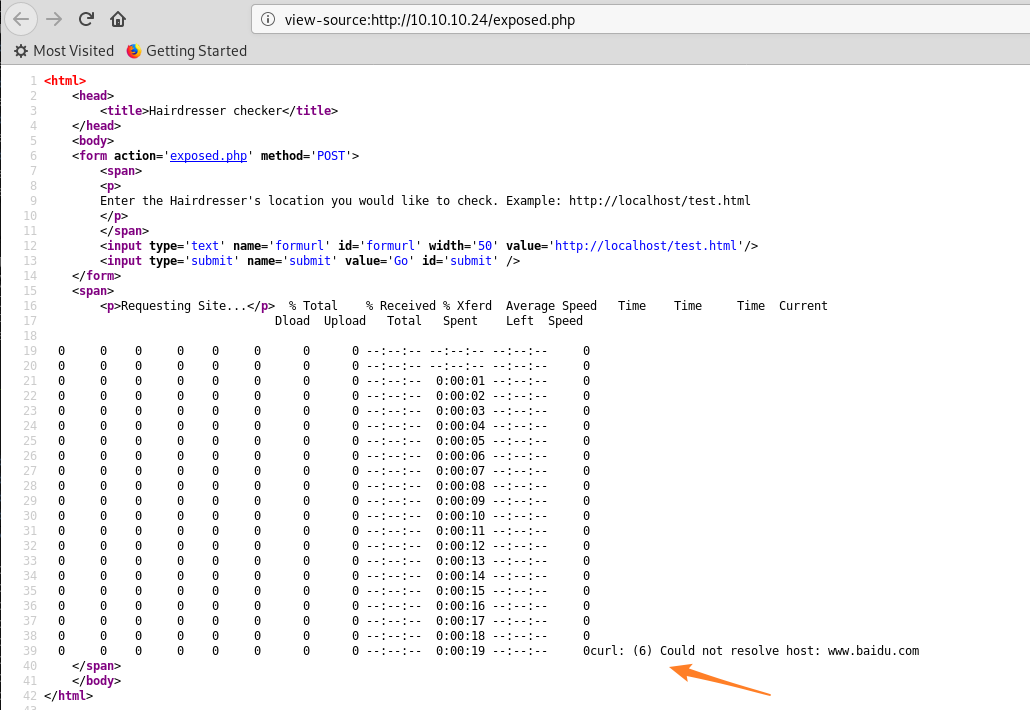 view-source:http://10.10.10.24/exposed.php
Most Visited Getting Started
1 <html>
2 <head>
3 <title>Hairdresser checker</title>
4 </head>
5 <body>
6 <form action='exposed.php' method='POST'>
7 <span>
8 <p>
9 Enter the Hairdresser's location you would like to check. Example: http://localhost/test.html
10 </p>
11 </span>
12 <input type='text' name='formurl' id='formurl' width='50' value='http://localhost/test.html'/>
13 <input type='submit' name='submit' value='Go' id='submit' />
14 </form>
15 <span>
16 <p>Requesting Site...</p>  % Total    % Received % Xferd  Average Speed   Time    Time     Time  Current
17 Dload  Upload   Total   Spent    Left  Speed
18
19 0 0 0 0 0 0 0 0 --:--:-- --:--:-- --:--:-- 0
20 0 0 0 0 0 0 0 0 --:--:-- --:--:-- --:--:-- 0
21 0 0 0 0 0 0 0 0 --:--:-- 0:00:01 --:--:-- 0
22 0 0 0 0 0 0 0 0 --:--:-- 0:00:02 --:--:-- 0
23 0 0 0 0 0 0 0 0 --:--:-- 0:00:03 --:--:-- 0
24 0 0 0 0 0 0 0 0 --:--:-- 0:00:04 --:--:-- 0
25 0 0 0 0 0 0 0 0 --:--:-- 0:00:05 --:--:-- 0
26 0 0 0 0 0 0 0 0 --:--:-- 0:00:06 --:--:-- 0
27 0 0 0 0 0 0 0 0 --:--:-- 0:00:07 --:--:-- 0
28 0 0 0 0 0 0 0 0 --:--:-- 0:00:08 --:--:-- 0
29 0 0 0 0 0 0 0 0 --:--:-- 0:00:09 --:--:-- 0
30 0 0 0 0 0 0 0 0 --:--:-- 0:00:10 --:--:-- 0
31 0 0 0 0 0 0 0 0 --:--:-- 0:00:11 --:--:-- 0
32 0 0 0 0 0 0 0 0 --:--:-- 0:00:12 --:--:-- 0
33 0 0 0 0 0 0 0 0 --:--:-- 0:00:13 --:--:-- 0
34 0 0 0 0 0 0 0 0 --:--:-- 0:00:14 --:--:-- 0
35 0 0 0 0 0 0 0 0 --:--:-- 0:00:15 --:--:-- 0
36 0 0 0 0 0 0 0 0 --:--:-- 0:00:16 --:--:-- 0
37 0 0 0 0 0 0 0 0 --:--:-- 0:00:17 --:--:-- 0
38 0 0 0 0 0 0 0 0 --:--:-- 0:00:18 --:--:-- 0
39 0 0 0 0 0 0 0 0 --:--:-- 0:00:19 --:--:-- 0curl: (6) Could not resolve host: www.baidu.com
40 </span>
41 </body>
42 </html>
43